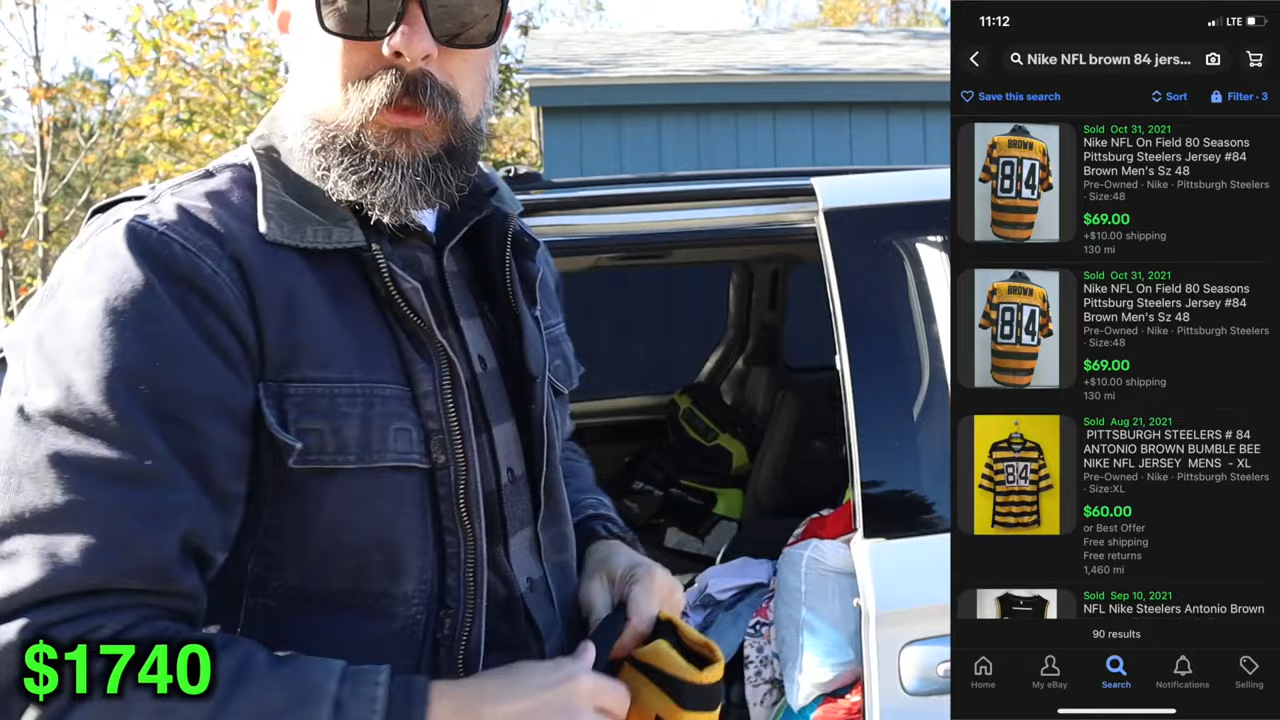 $1740
11:12
LTE
Nike NFL brown 84 jers...
Save this search
Sort
Filter · 3
Sold Oct 31, 2021
Nike NFL On Field 80 Seasons
Pittsburg Steelers Jersey #84
Brown Men's Sz 48
Pre-Owned · Nike · Pittsburgh Steelers
· Size:48
$69.00
+$10.00 shipping
130 mi
BROWN
84
Sold Oct 31, 2021
Nike NFL On Field 80 Seasons
Pittsburg Steelers Jersey #84
Brown Men's Sz 48
Pre-Owned · Nike · Pittsburgh Steelers
· Size:48
$69.00
+$10.00 shipping
130 mi
BROWN
84
Sold Aug 21, 2021
PITTSBURGH STEELERS # 84
ANTONIO BROWN BUMBLE BEE
NIKE NFL JERSEY MENS - XL
Pre-Owned · Nike · Pittsburgh Steelers
· Size:XL
$60.00
or Best Offer
Free shipping
Free returns
1,460 mi
84
Sold Sep 10, 2021
NFL Nike Steelers Antonio Brown
90 results
Home
My eBay
Search
Notifications
Selling